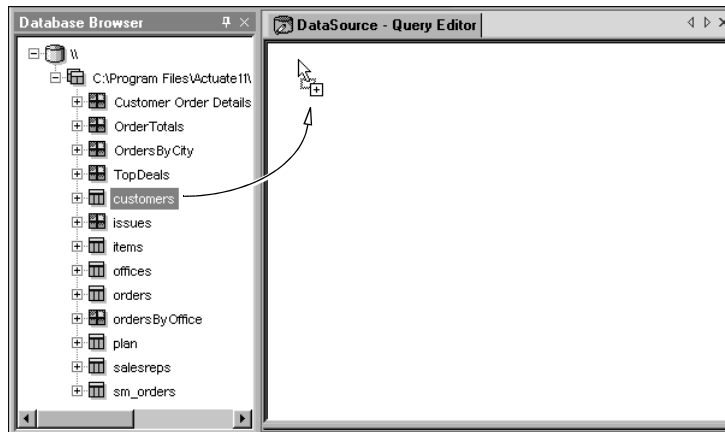 Database Browser
DataSource - Query Editor
\\
C:\Program Files\Actuate11\
Customer Order Details
OrderTotals
OrdersByCity
TopDeals
customers
issues
items
offices
orders
ordersByOffice
plan
salesreps
sm_orders